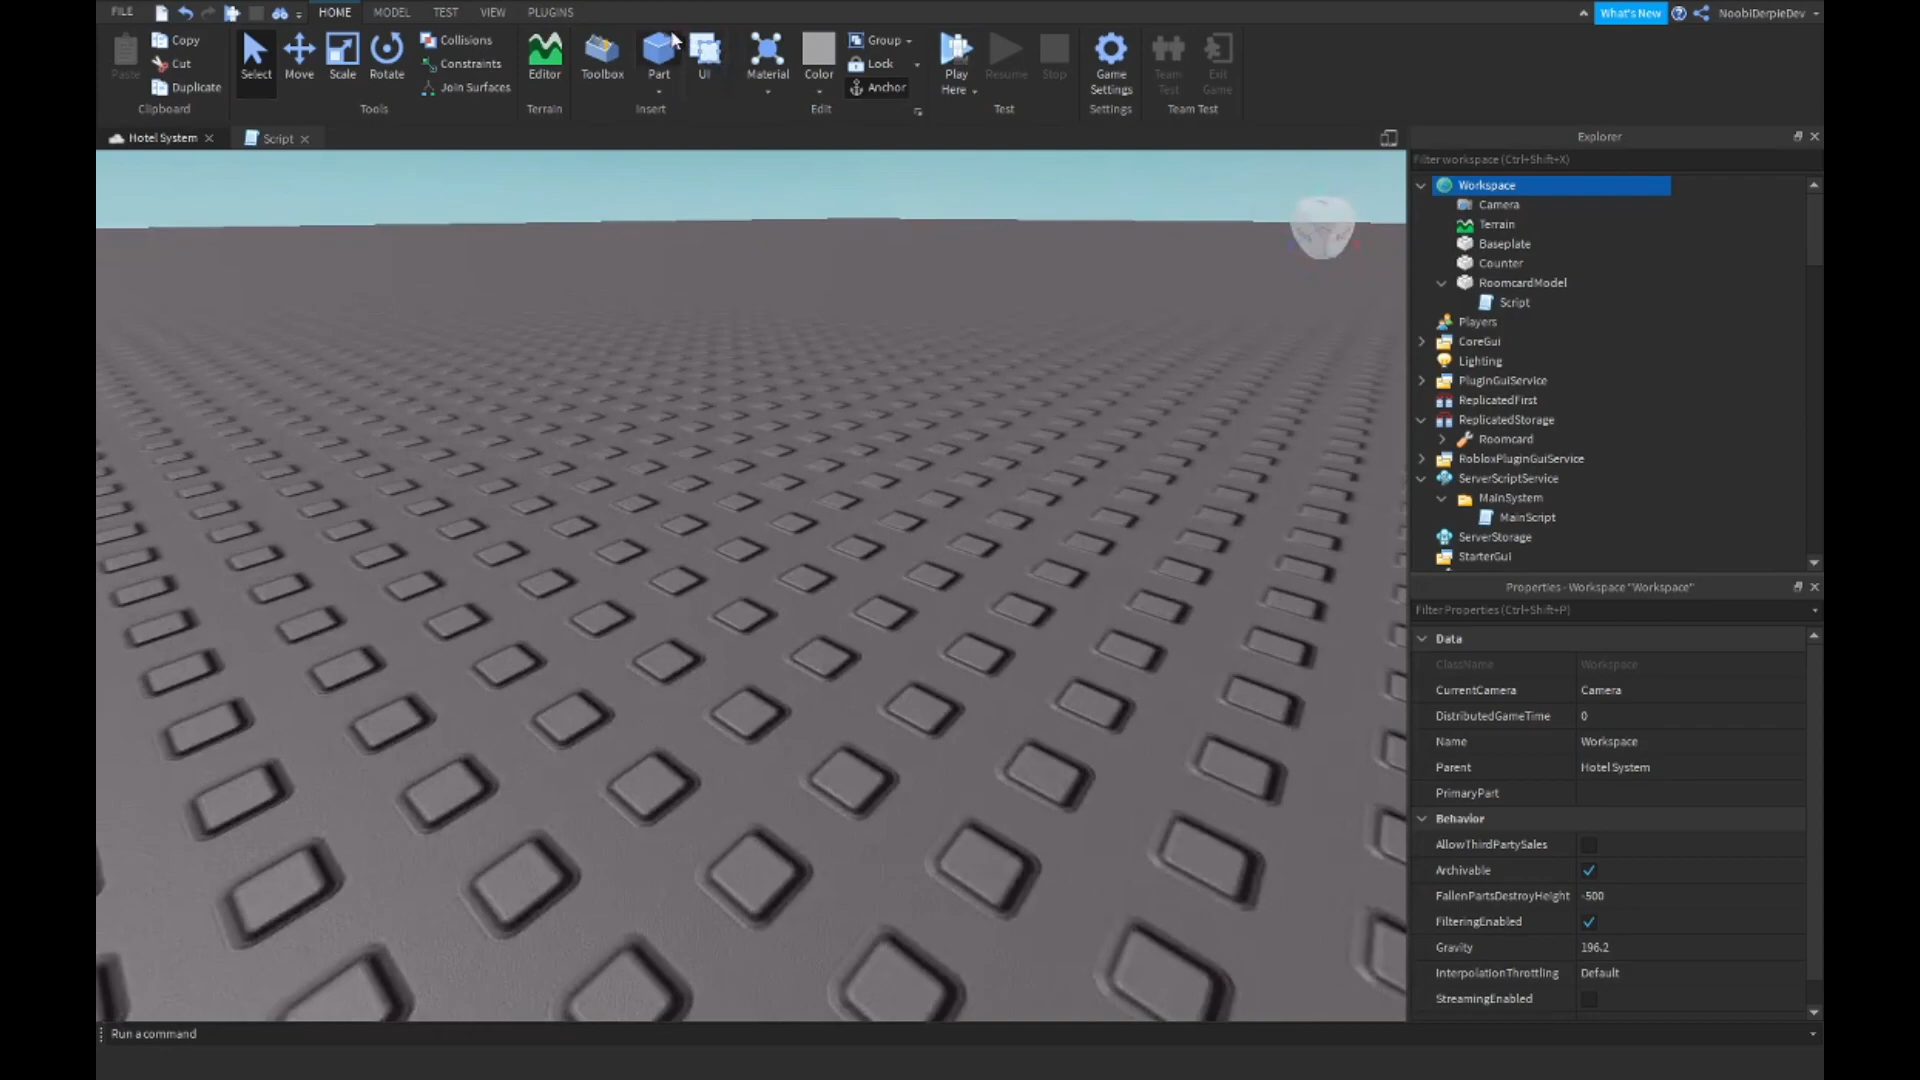 FILE HOME MODEL TEST VIEW PLUGINS What's New NoobiDerpieDev
Paste Copy Cut Duplicate Clipboard
Select Move Scale Rotate Collisions Constraints Join Surfaces Tools
Editor Terrain
Toolbox Part UI Insert
Material Color Group Lock Anchor Edit
Play Here Resume Stop Test
Game Settings Settings
Team Test Exit Game Team Test
Hotel System Script
Explorer
Filter workspace (Ctrl+Shift+X)
Workspace
Camera
Terrain
Baseplate
Counter
RoomcardModel
Script
Players
CoreGui
Lighting
PluginGuiService
ReplicatedFirst
ReplicatedStorage
Roomcard
RobloxPluginGuiService
ServerScriptService
MainSystem
MainScript
ServerStorage
StarterGui
Properties - Workspace "Workspace"
Filter Properties (Ctrl+Shift+P)
Data
ClassName Workspace
CurrentCamera Camera
DistributedGameTime 0
Name Workspace
Parent Hotel System
PrimaryPart
Behavior
AllowThirdPartySales
Archivable
FallenPartsDestroyHeight -500
FilteringEnabled
Gravity 196.2
InterpolationThrottling Default
StreamingEnabled
Run a command